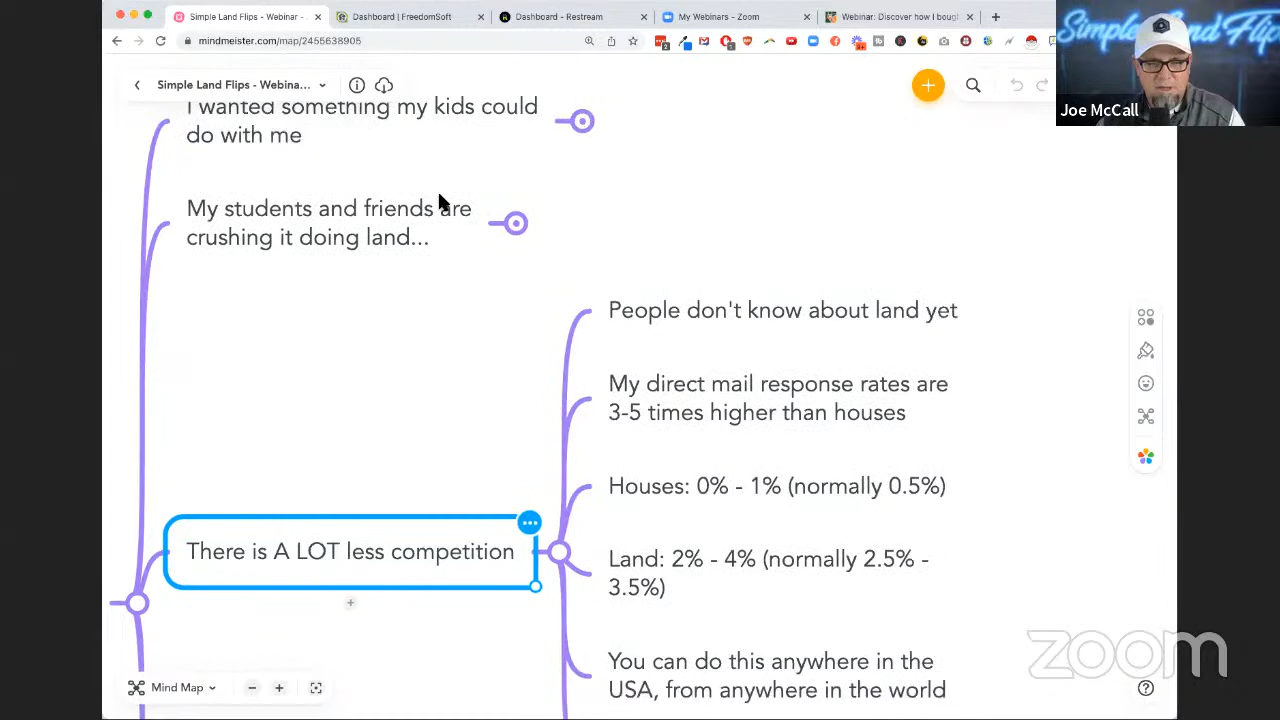 Simple Land Flips - Webinar -
Dashboard | FreedomSoft
Dashboard - Restream
My Webinars - Zoom
Webinar: Discover how I bough
mindmeister.com/map/2455638905
Simple Land Flips - Webina...
Simple Land Flip
Joe McCall
I wanted something my kids could
do with me
My students and friends are
crushing it doing land...
People don't know about land yet
My direct mail response rates are
3-5 times higher than houses
Houses: 0% - 1% (normally 0.5%)
There is A LOT less competition
Land: 2% - 4% (normally 2.5% -
3.5%)
You can do this anywhere in the
USA, from anywhere in the world
Mind Map
zoom